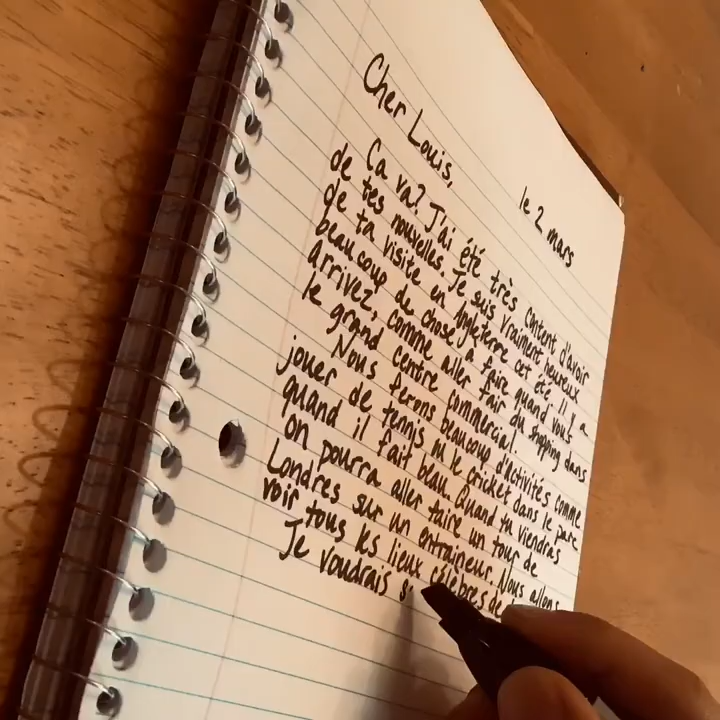 le 2 mars
Cher Louis,
Ça va? J'ai été très content d'avoir
de tes nouvelles. Je suis vraiment heureux
de ta visite en Angleterre cet été. Il y a
beaucoup de chose à faire quand vous
arrivez, comme aller fair du shopping dans
le grand centre commercial.
Nous ferons beaucoup d'activités comme
jouer de tennis ou le cricket dans le parc
quand il fait beau. Quand tu viendras
on pourra aller faire un tour de
Londres sur un entraineur. Nous allons
voir tous les lieux célèbres de
Je voudrais s